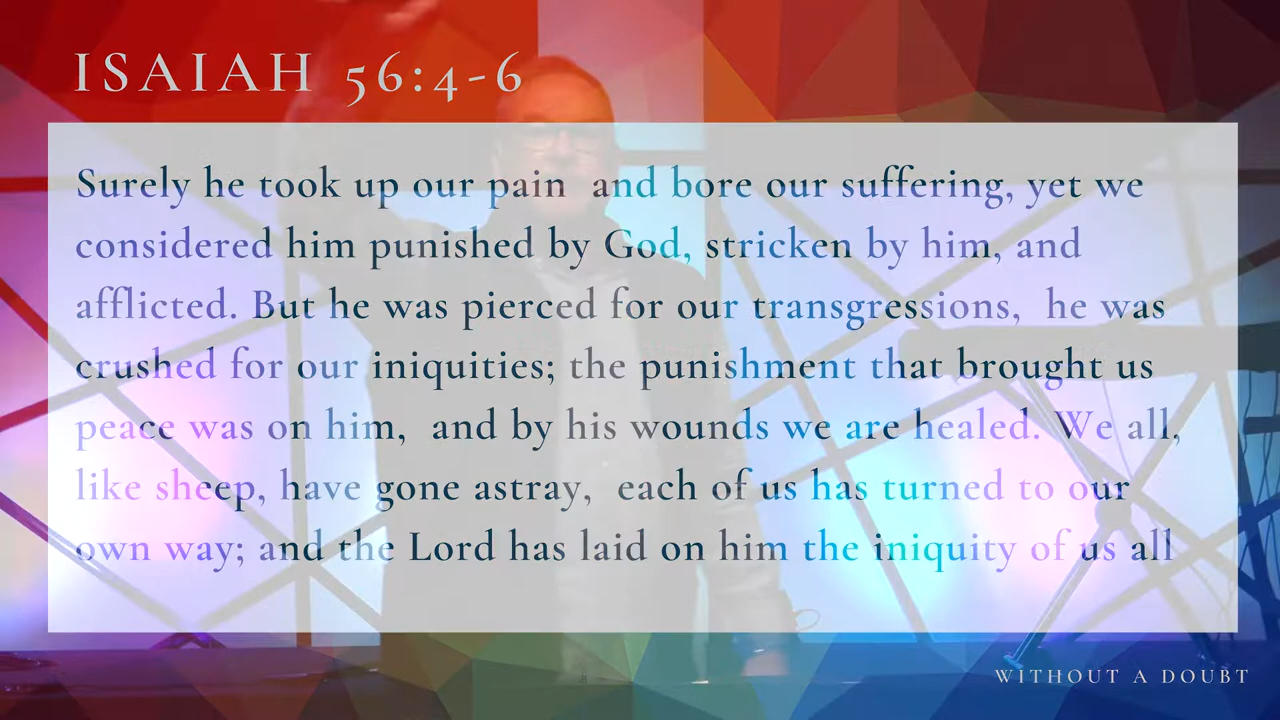 ISAIAH 56:4-6
Surely he took up our pain and bore our suffering, yet we
considered him punished by God, stricken by him, and
afflicted. But he was pierced for our transgressions, he was
crushed for our iniquities; the punishment that brought us
peace was on him, and by his wounds we are healed. We all,
like sheep, have gone astray, each of us has turned to our
own way; and the Lord has laid on him the iniquity of us all
WITHOUT A DOUBT